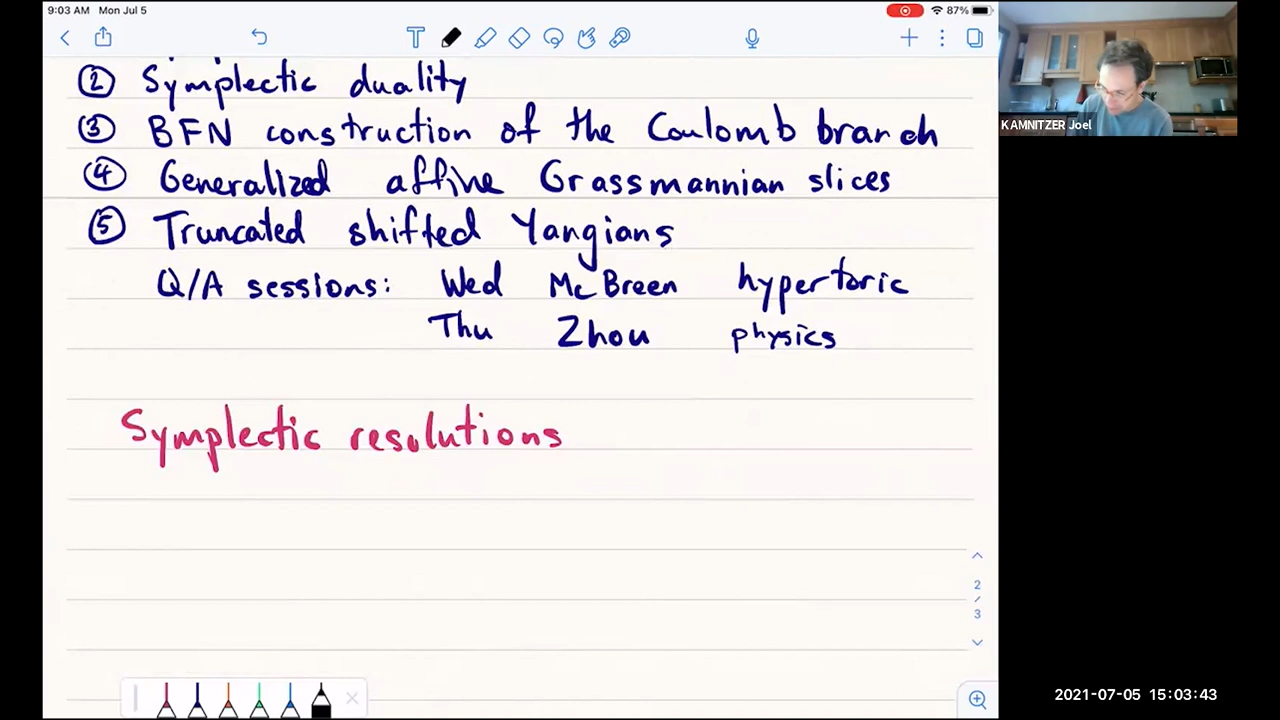 9:03 AM Mon Jul 5
87%
② Symplectic duality
③ BFN construction of the Coulomb branch
④ Generalized affine Grassmannian slices
⑤ Truncated shifted Yangians
Q/A sessions: Wed McBreen hypertoric
Thu Zhou physics
Symplectic resolutions
2
/
3
KAMNITZER Joel
2021-07-05 15:03:43